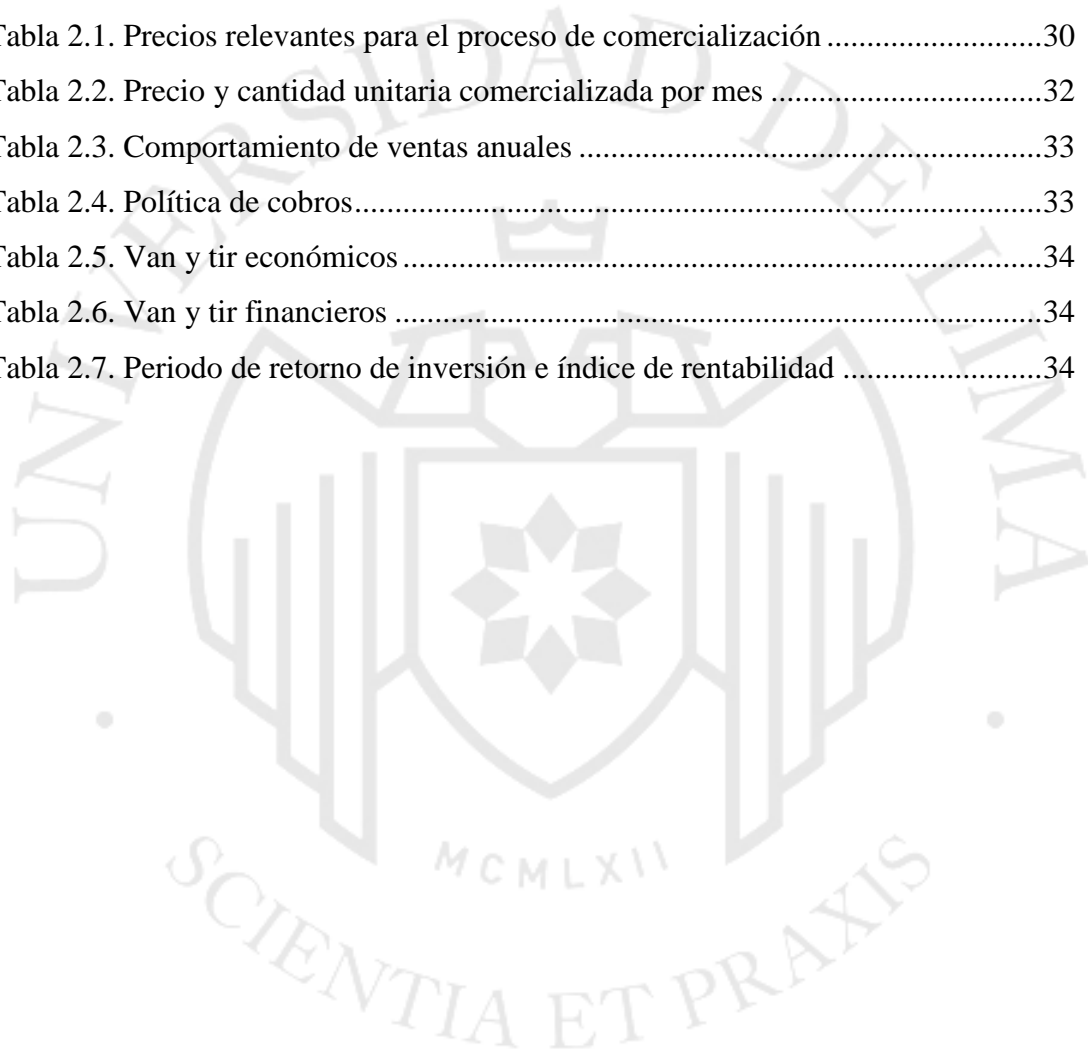 Tabla 2.1. Precios relevantes para el proceso de comercialización ..........................30
Tabla 2.2. Precio y cantidad unitaria comercializada por mes .................................32
Tabla 2.3. Comportamiento de ventas anuales ........................................................33
Tabla 2.4. Política de cobros....................................................................................33
Tabla 2.5. Van y tir económicos ..............................................................................34
Tabla 2.6. Van y tir financieros ...............................................................................34
Tabla 2.7. Periodo de retorno de inversión e índice de rentabilidad ........................34
UNIVERSIDAD DE LIMA
MCMLXII
SCIENTIA ET PRAXIS